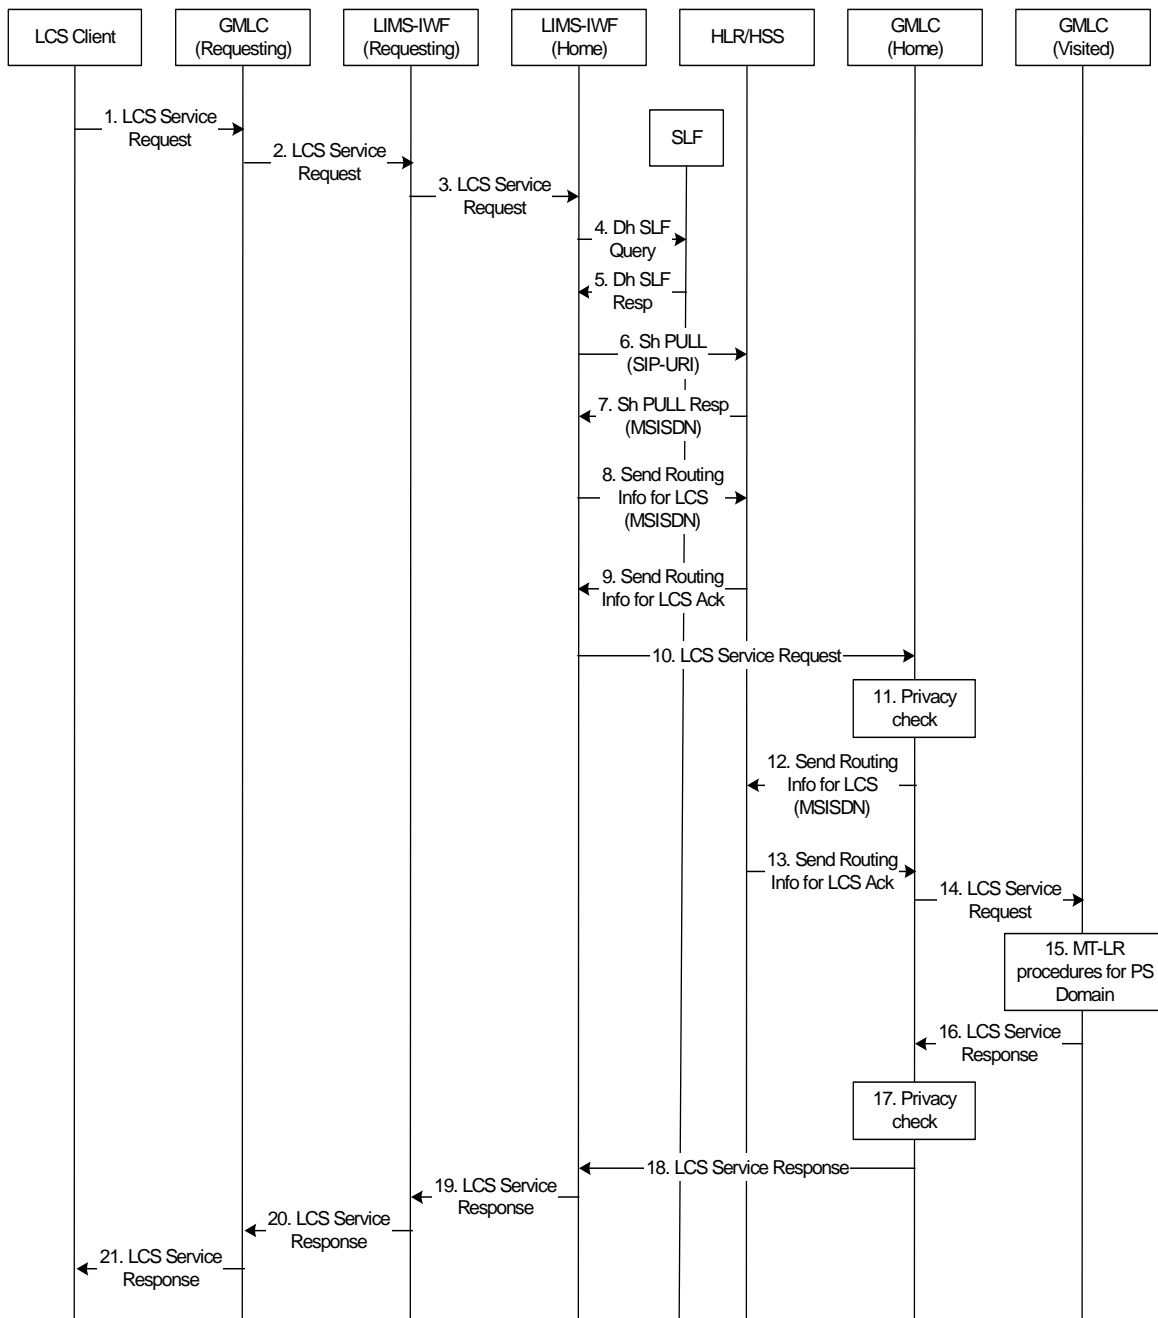 LCS Client
GMLC
(Requesting)
LIMS-IWF
(Requesting)
LIMS-IWF
(Home)
HLR/HSS
GMLC
(Home)
GMLC
(Visited)
SLF
1. LCS Service
Request
2. LCS Service
Request
3. LCS Service
Request
4. Dh SLF
Query
5. Dh SLF
Resp
6. Sh PULL
(SIP-URI)
7. Sh PULL Resp
(MSISDN)
8. Send Routing
Info for LCS
(MSISDN)
9. Send Routing
Info for LCS Ack
10. LCS Service Request
11. Privacy
check
12. Send Routing
Info for LCS
(MSISDN)
13. Send Routing
Info for LCS Ack
14. LCS Service
Request
15. MT-LR
procedures for PS
Domain
16. LCS Service
Response
17. Privacy
check
18. LCS Service Response
19. LCS Service
Response
20. LCS Service
Response
21. LCS Service
Response